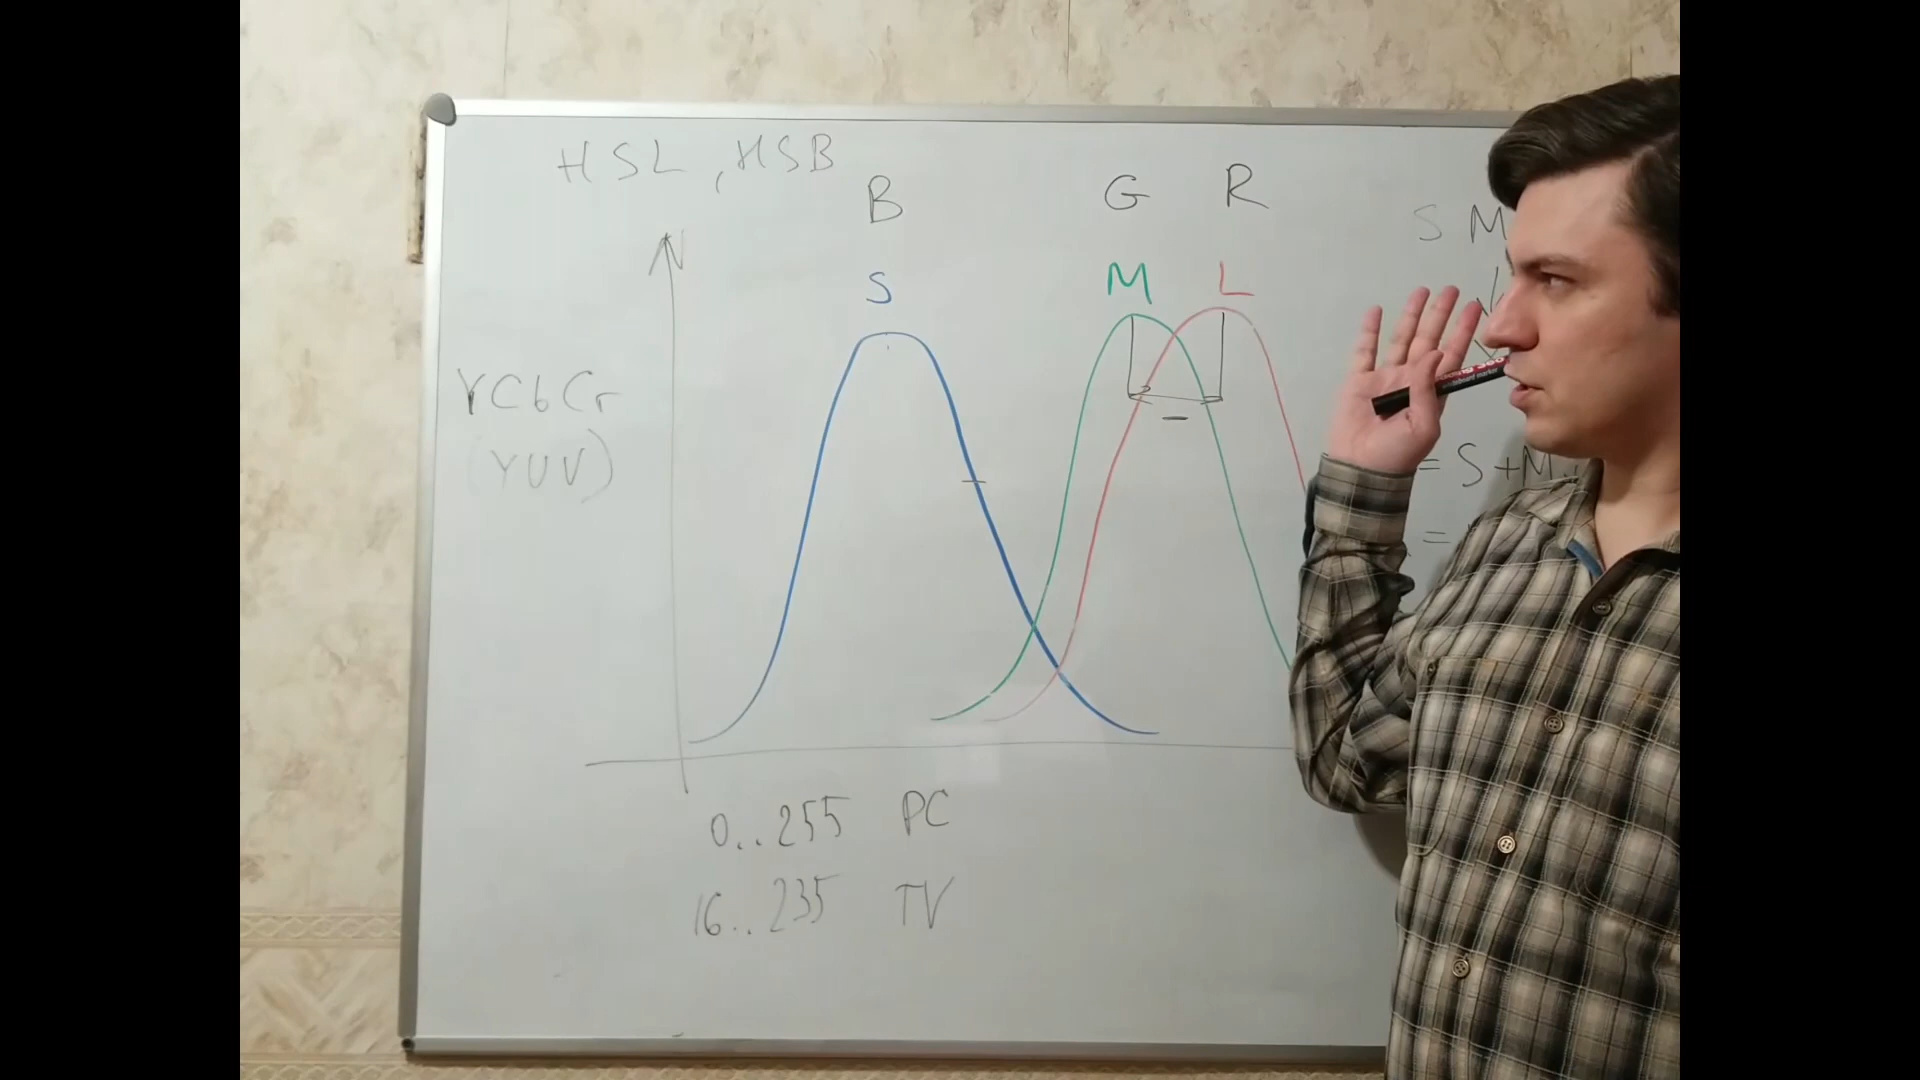 HSL, HSB
B G R
S M
S M L
YCbCr
(YUV)
= S+M
=
0..255 PC
16..235 TV